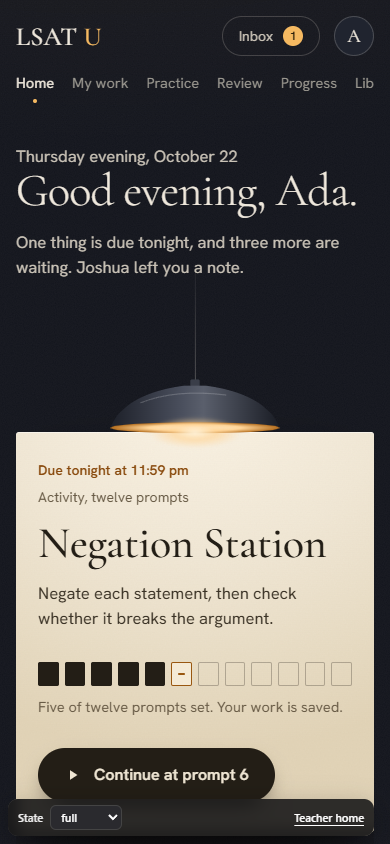 LSAT U
Inbox 1
A
Home My work Practice Review Progress Lib
Thursday evening, October 22
Good evening, Ada.
One thing is due tonight, and three more are
waiting. Joshua left you a note.
Due tonight at 11:59 pm
Activity, twelve prompts
Negation Station
Negate each statement, then check
whether it breaks the argument.
Five of twelve prompts set. Your work is saved.
Continue at prompt 6
State full Teacher home